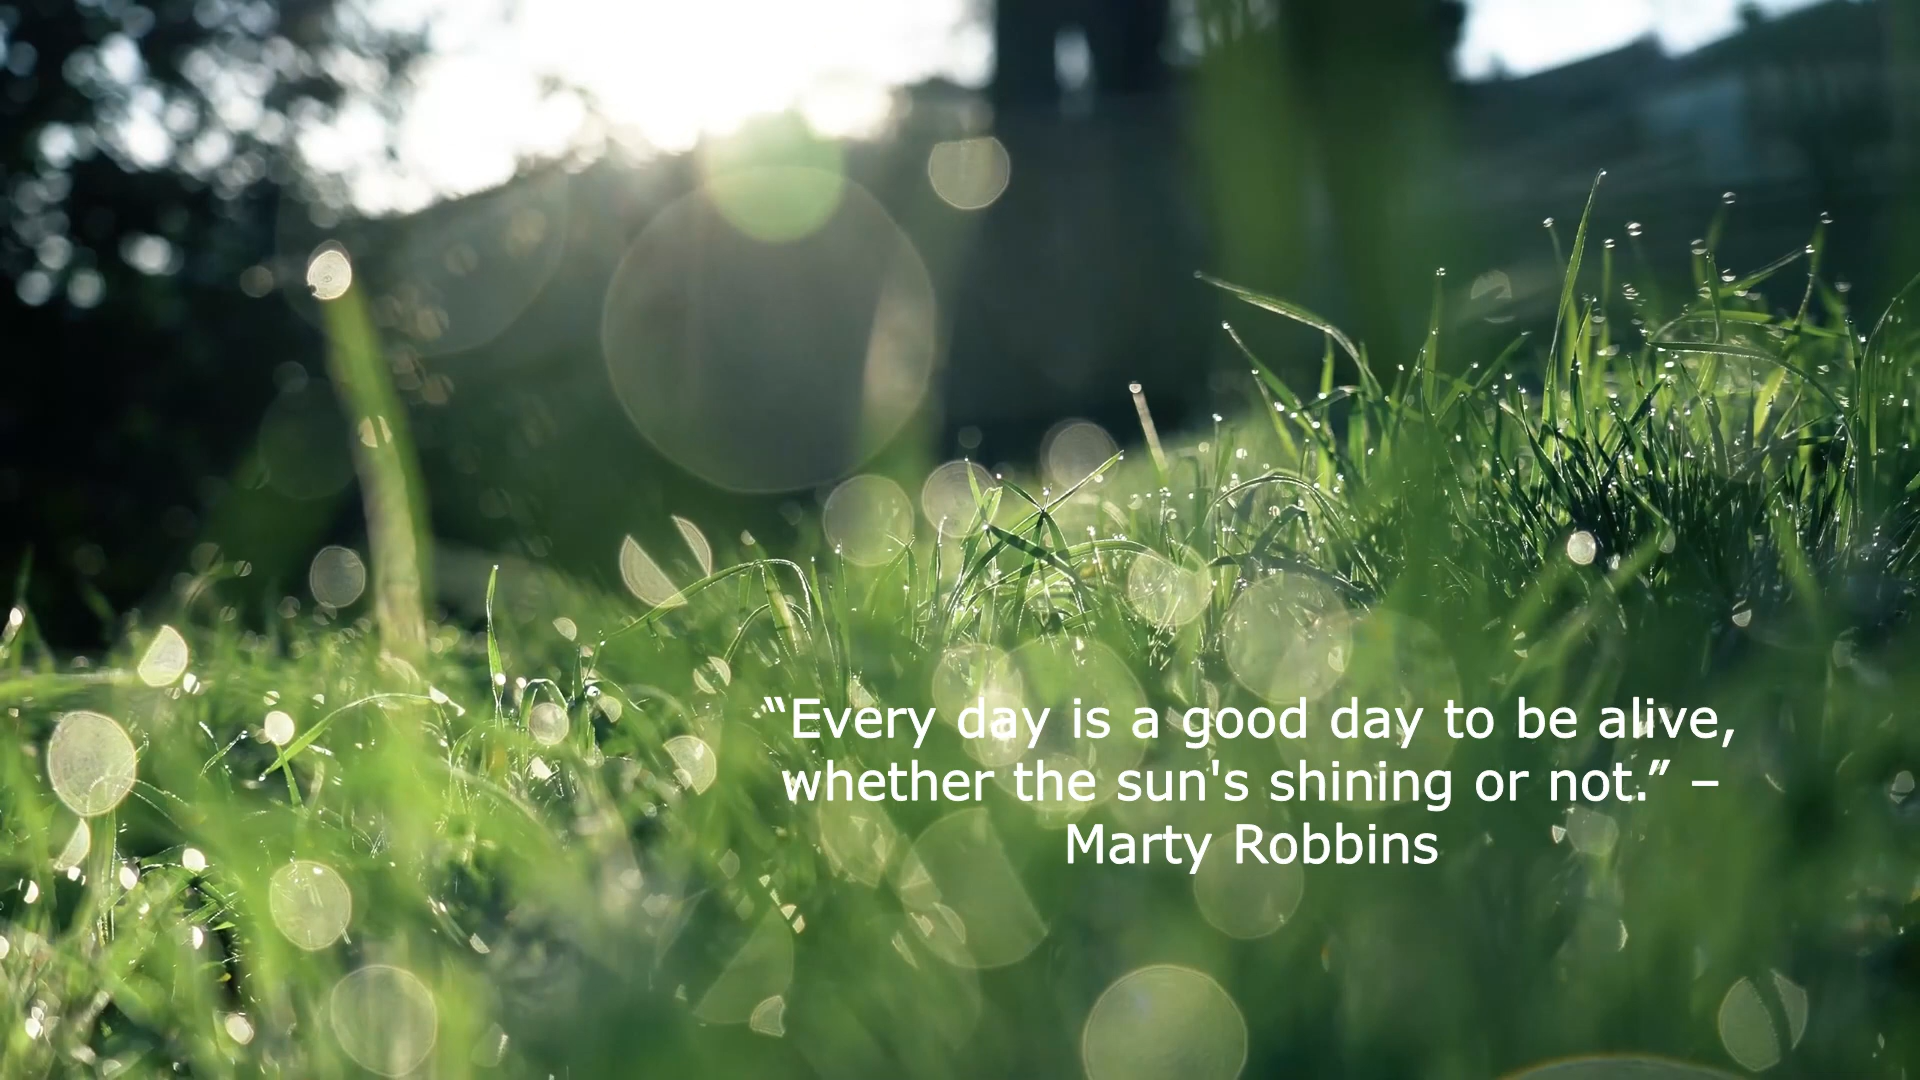 “Every day is a good day to be alive,
whether the sun's shining or not.” –
Marty Robbins